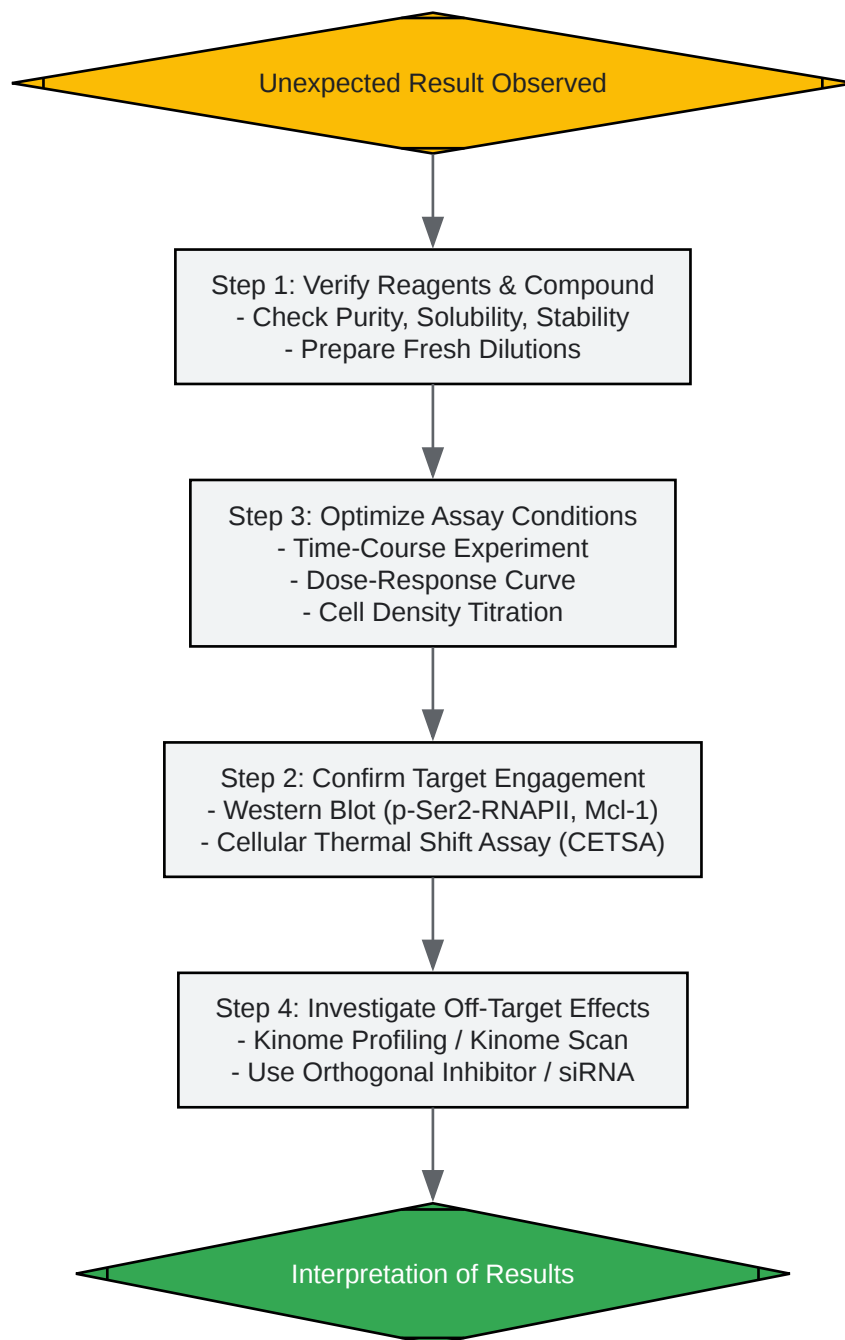 Unexpected Result Observed
Step 1: Verify Reagents & Compound
- Check Purity, Solubility, Stability
- Prepare Fresh Dilutions
Step 3: Optimize Assay Conditions
- Time-Course Experiment
- Dose-Response Curve
- Cell Density Titration
Step 2: Confirm Target Engagement
- Western Blot (p-Ser2-RNAPII, Mcl-1)
- Cellular Thermal Shift Assay (CETSA)
Step 4: Investigate Off-Target Effects
- Kinome Profiling / Kinome Scan
- Use Orthogonal Inhibitor / siRNA
Interpretation of Results